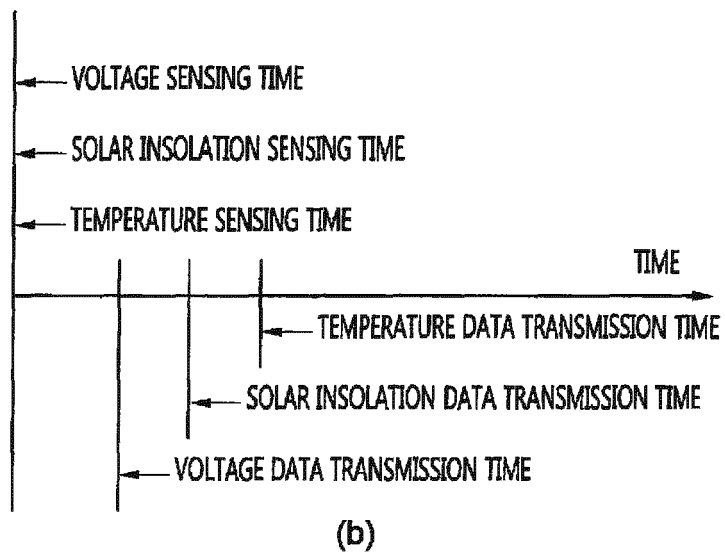 VOLTAGE SENSING TIME
SOLAR INSOLATION SENSING TIME
TEMPERATURE SENSING TIME
TIME
TEMPERATURE DATA TRANSMISSION TIME
SOLAR INSOLATION DATA TRANSMISSION TIME
VOLTAGE DATA TRANSMISSION TIME
(b)